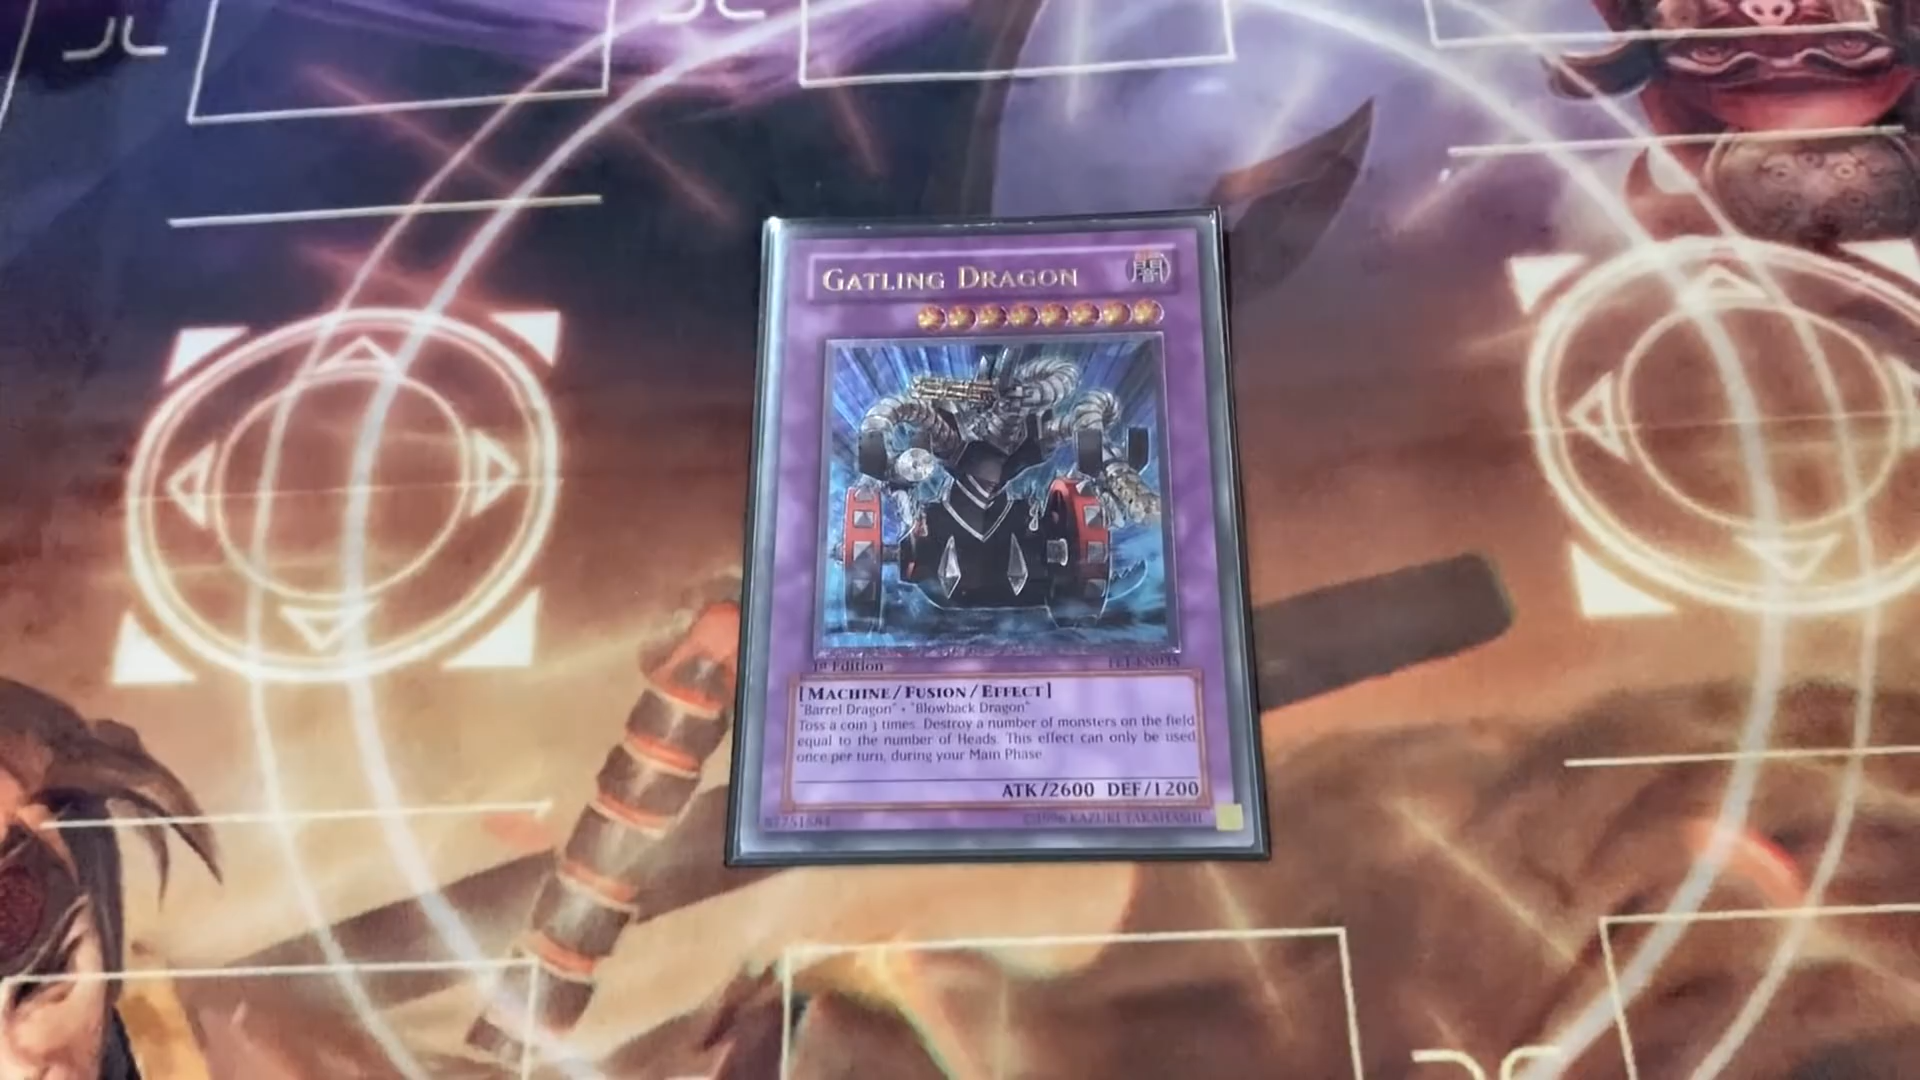 GATLING DRAGON
闇
1st Edition
[MACHINE/FUSION/EFFECT]
"Barrel Dragon" + "Blowback Dragon"
Toss a coin 3 times. Destroy a number of monsters on the field
equal to the number of Heads. This effect can only be used
once per turn, during your Main Phase
ATK/2600 DEF/1200
©1996 KAZUKI TAKAHASHI